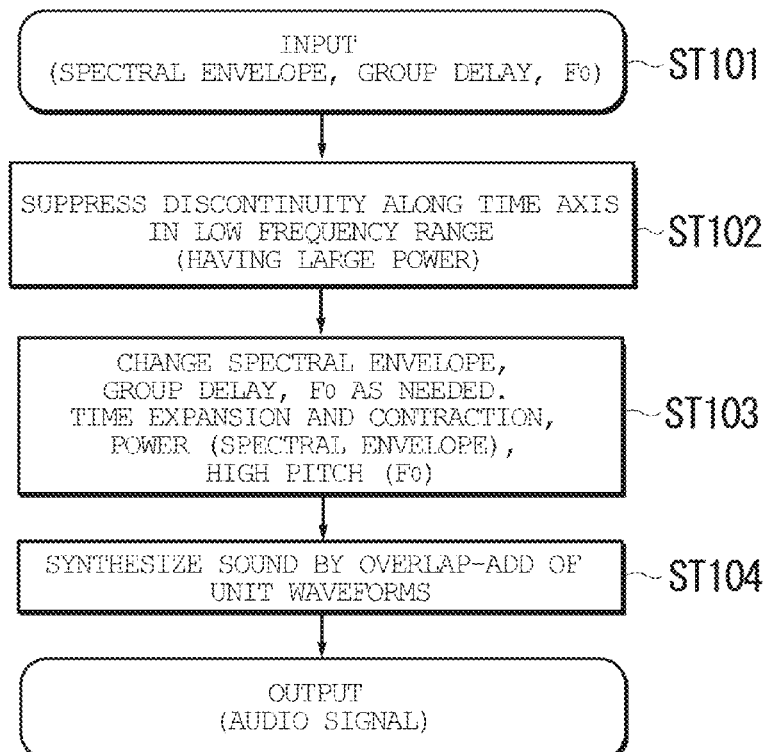 INPUT
(SPECTRAL ENVELOPE, GROUP DELAY, F0)
ST101
SUPPRESS DISCONTINUITY ALONG TIME AXIS
IN LOW FREQUENCY RANGE
(HAVING LARGE POWER)
ST102
CHANGE SPECTRAL ENVELOPE,
GROUP DELAY, F0 AS NEEDED.
TIME EXPANSION AND CONTRACTION,
POWER (SPECTRAL ENVELOPE),
HIGH PITCH (F0)
ST103
SYNTHESIZE SOUND BY OVERLAP-ADD OF
UNIT WAVEFORMS
ST104
OUTPUT
(AUDIO SIGNAL)